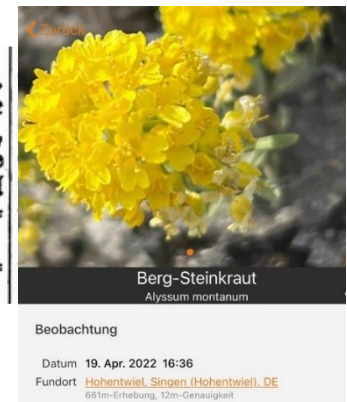 Zurück
Berg-Steinkraut
Alyssum montanum
Beobachtung
Datum 19. Apr. 2022 16:36
Fundort Hohentwiel, Singen (Hohentwiel), DE
661m-Erhebung, 12m-Genauigkeit